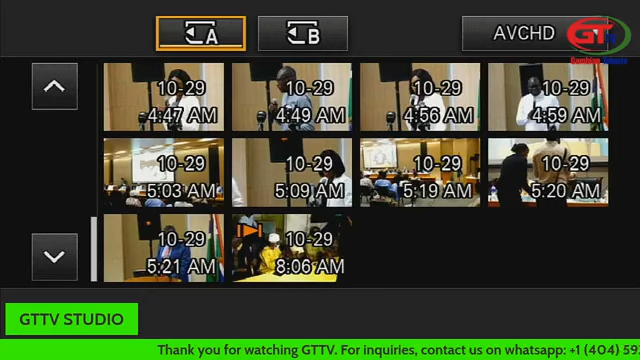 A
B
AVCHD
GTTV
10-29
4:47 AM
10-29
4:49 AM
10-29
4:56 AM
10-29
4:59 AM
10-29
5:03 AM
10-29
5:09 AM
10-29
5:19 AM
10-29
5:20 AM
10-29
5:21 AM
10-29
8:06 AM
GTTV STUDIO
Thank you for watching GTTV. For inquiries, contact us on whatsapp: +1 (404) 59